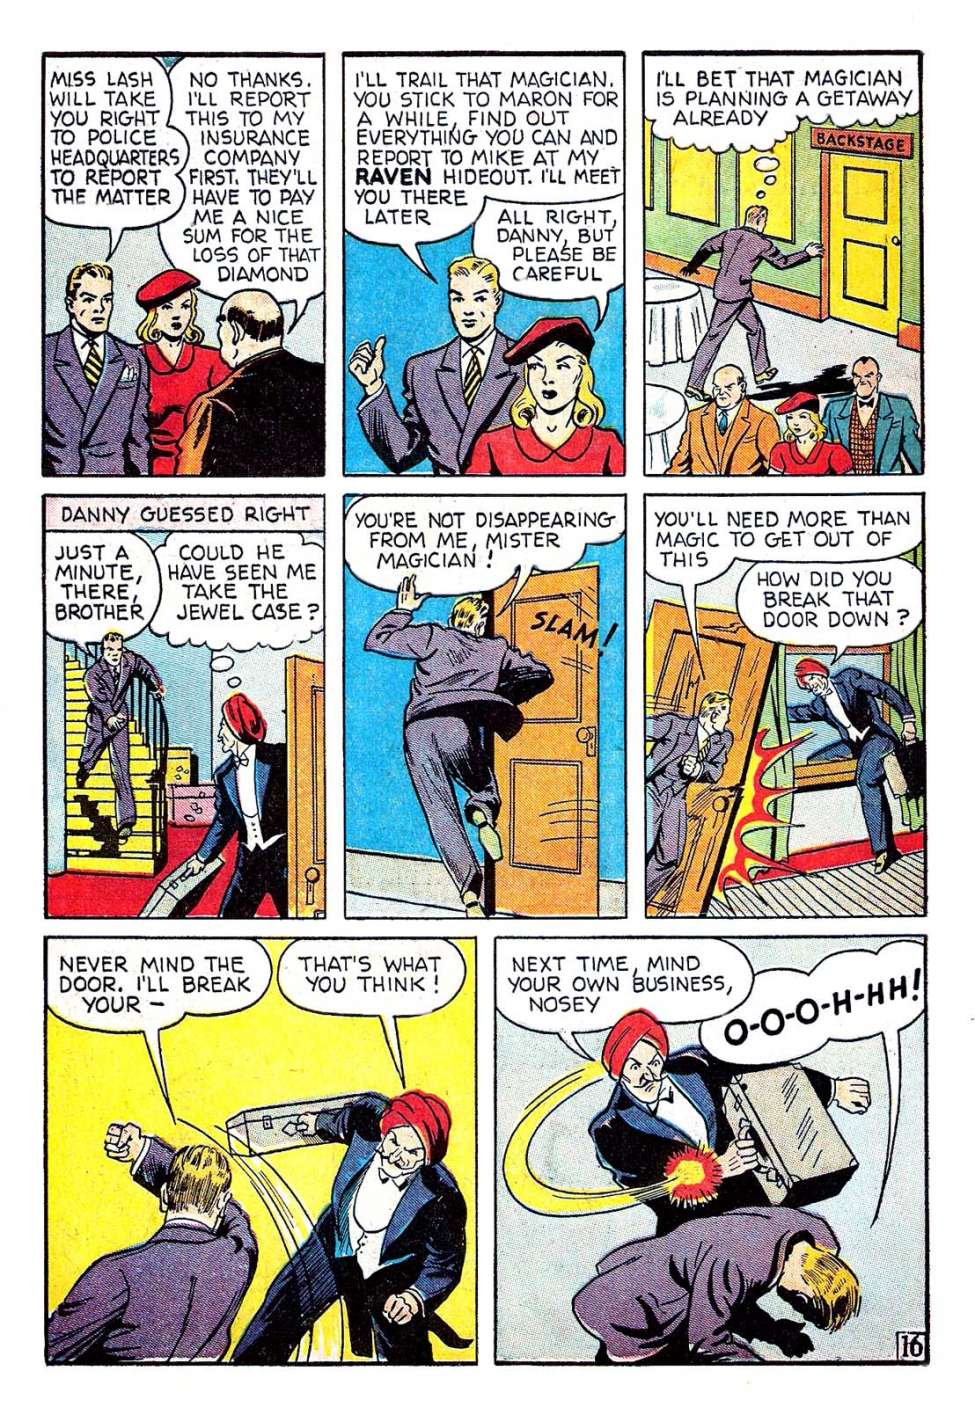 MISS LASH
WILL TAKE
YOU RIGHT
TO POLICE
HEADQUARTERS
TO REPORT
THE MATTER
NO THANKS.
I'LL REPORT
THIS TO MY
INSURANCE
COMPANY
FIRST. THEY'LL
HAVE TO PAY
ME A NICE
SUM FOR THE
LOSS OF THAT
DIAMOND
I'LL TRAIL THAT MAGICIAN.
YOU STICK TO MARON FOR
A WHILE, FIND OUT
EVERYTHING YOU CAN AND
REPORT TO MIKE AT MY
RAVEN HIDEOUT. I'LL MEET
YOU THERE
LATER
ALL RIGHT,
DANNY, BUT
PLEASE BE
CAREFUL
I'LL BET THAT MAGICIAN
IS PLANNING A GETAWAY
ALREADY
BACKSTAGE
DANNY GUESSED RIGHT
JUST A
MINUTE,
THERE,
BROTHER
COULD HE
HAVE SEEN ME
TAKE THE
JEWEL CASE?
YOU'RE NOT DISAPPEARING
FROM ME, MISTER
MAGICIAN!
SLAM!
YOU'LL NEED MORE THAN
MAGIC TO GET OUT OF
THIS
HOW DID YOU
BREAK THAT
DOOR DOWN?
NEVER MIND THE
DOOR. I'LL BREAK
YOUR —
THAT'S WHAT
YOU THINK!
NEXT TIME, MIND
YOUR OWN BUSINESS,
NOSEY
O-O-O-H-HH!
16